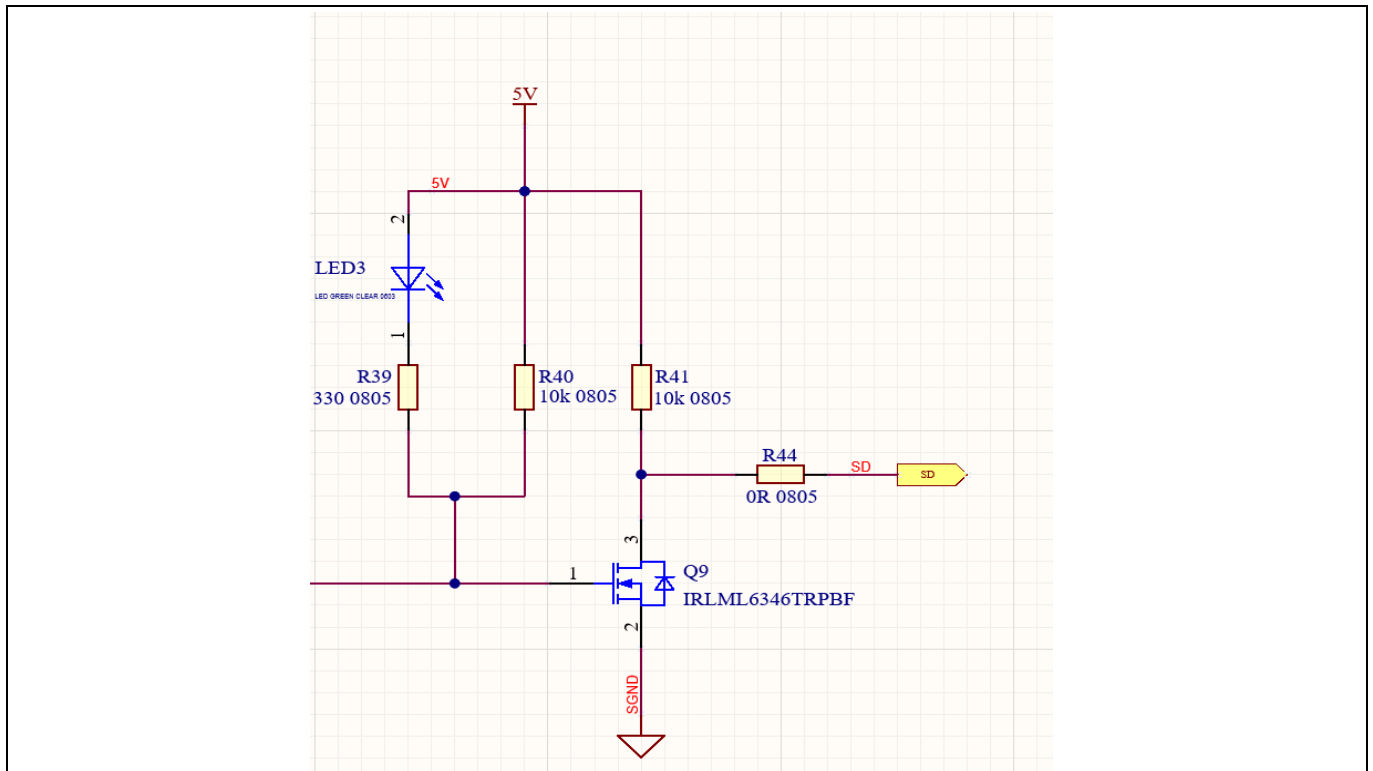 5V
5V
2
LED3
LED GREEN CLEAR 0603
1
R39
330 0805
R40
10k 0805
R41
10k 0805
R44
0R 0805
SD
SD
3
1
Q9
IRLML6346TRPBF
2
SGND